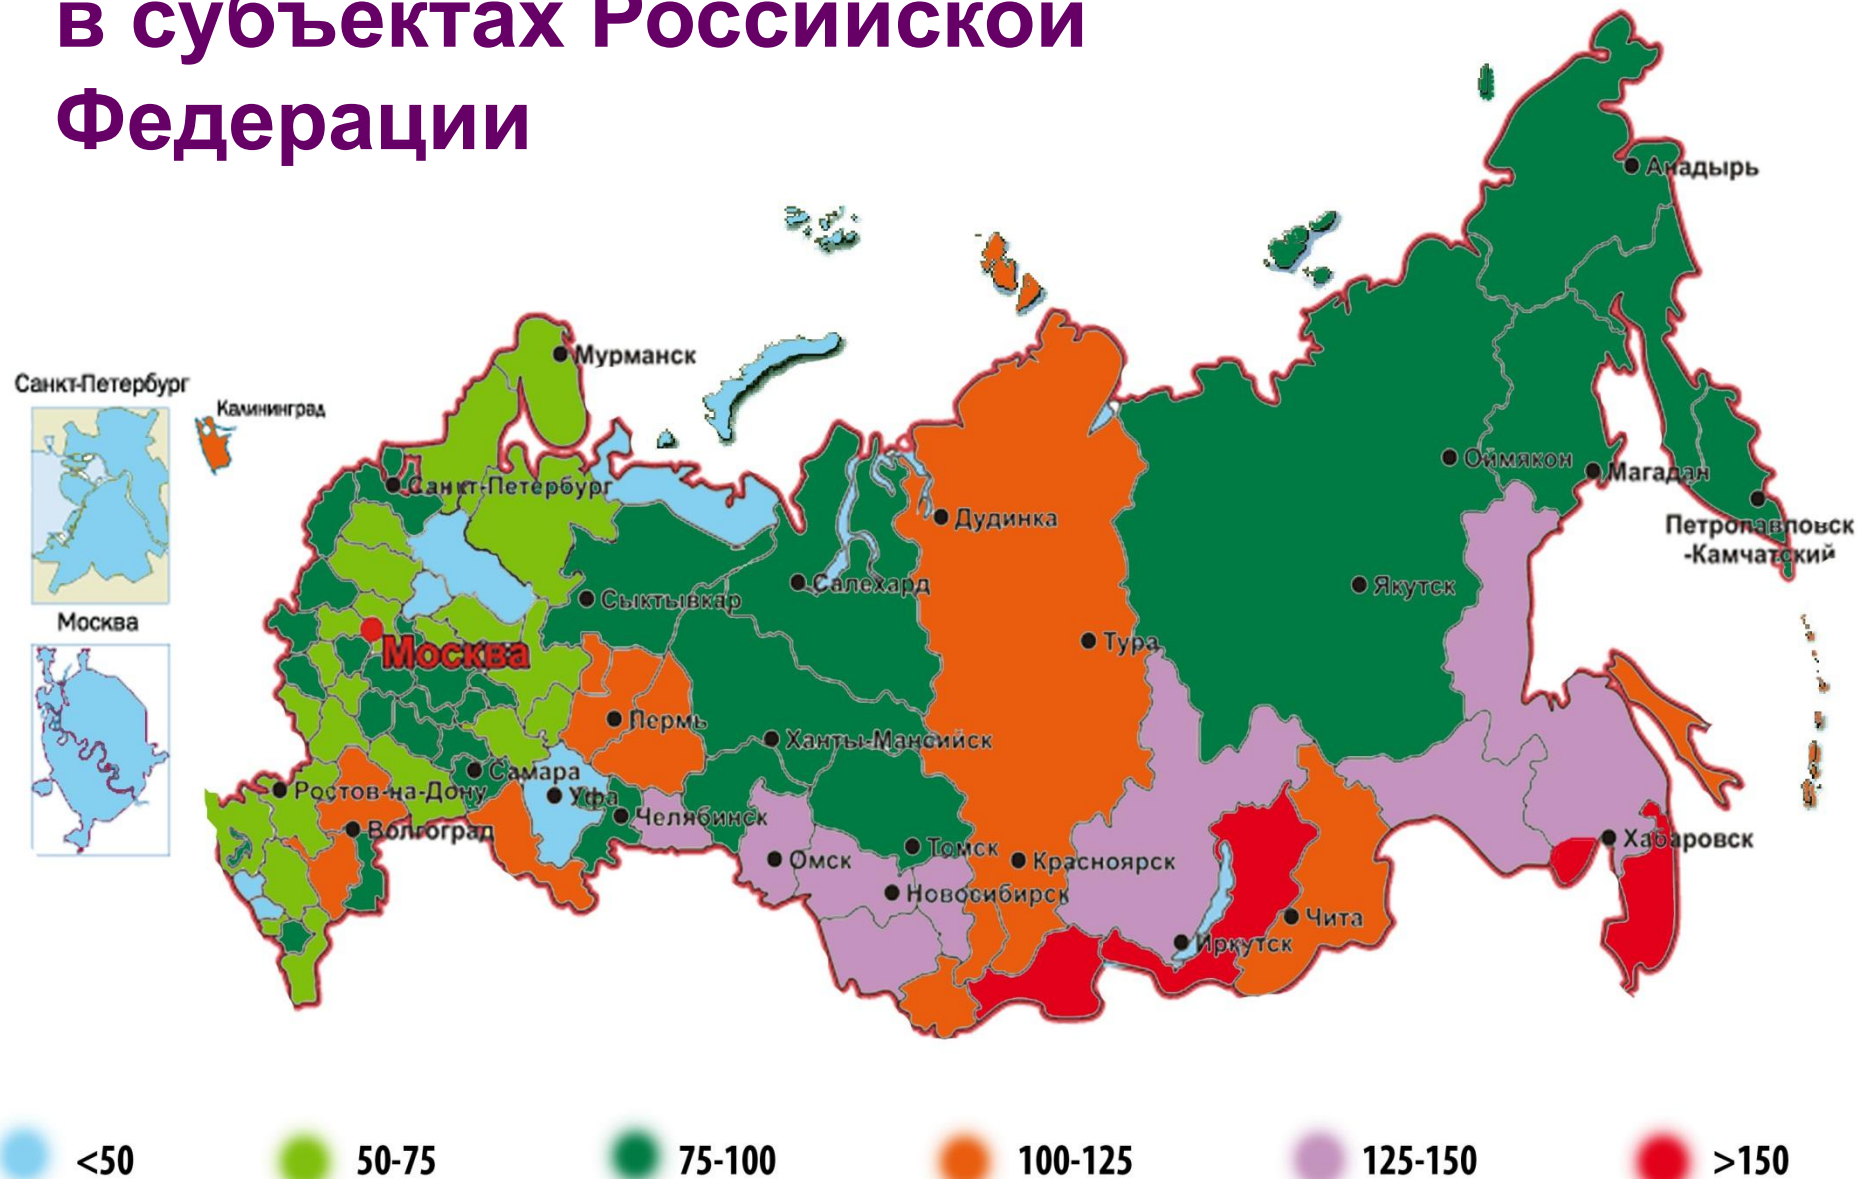 в субъектах Российской
Федерации
Анадырь
Мурманск
Санкт-Петербург
Калининград
Оймякон
Магадан
Санкт-Петербург
Дудинка
Петропавловск
-Камчатский
Салехард
Якутск
Сыктывкар
Москва
Тура
Москва
Пермь
Ханты-Мансийск
Самара
Ростов-на-Дону
Уфа
Челябинск
Волгоград
Хабаровск
Томск
Омск
Красноярск
Новосибирск
Чита
Иркутск
<50 50-75 75-100 100-125 125-150 >150